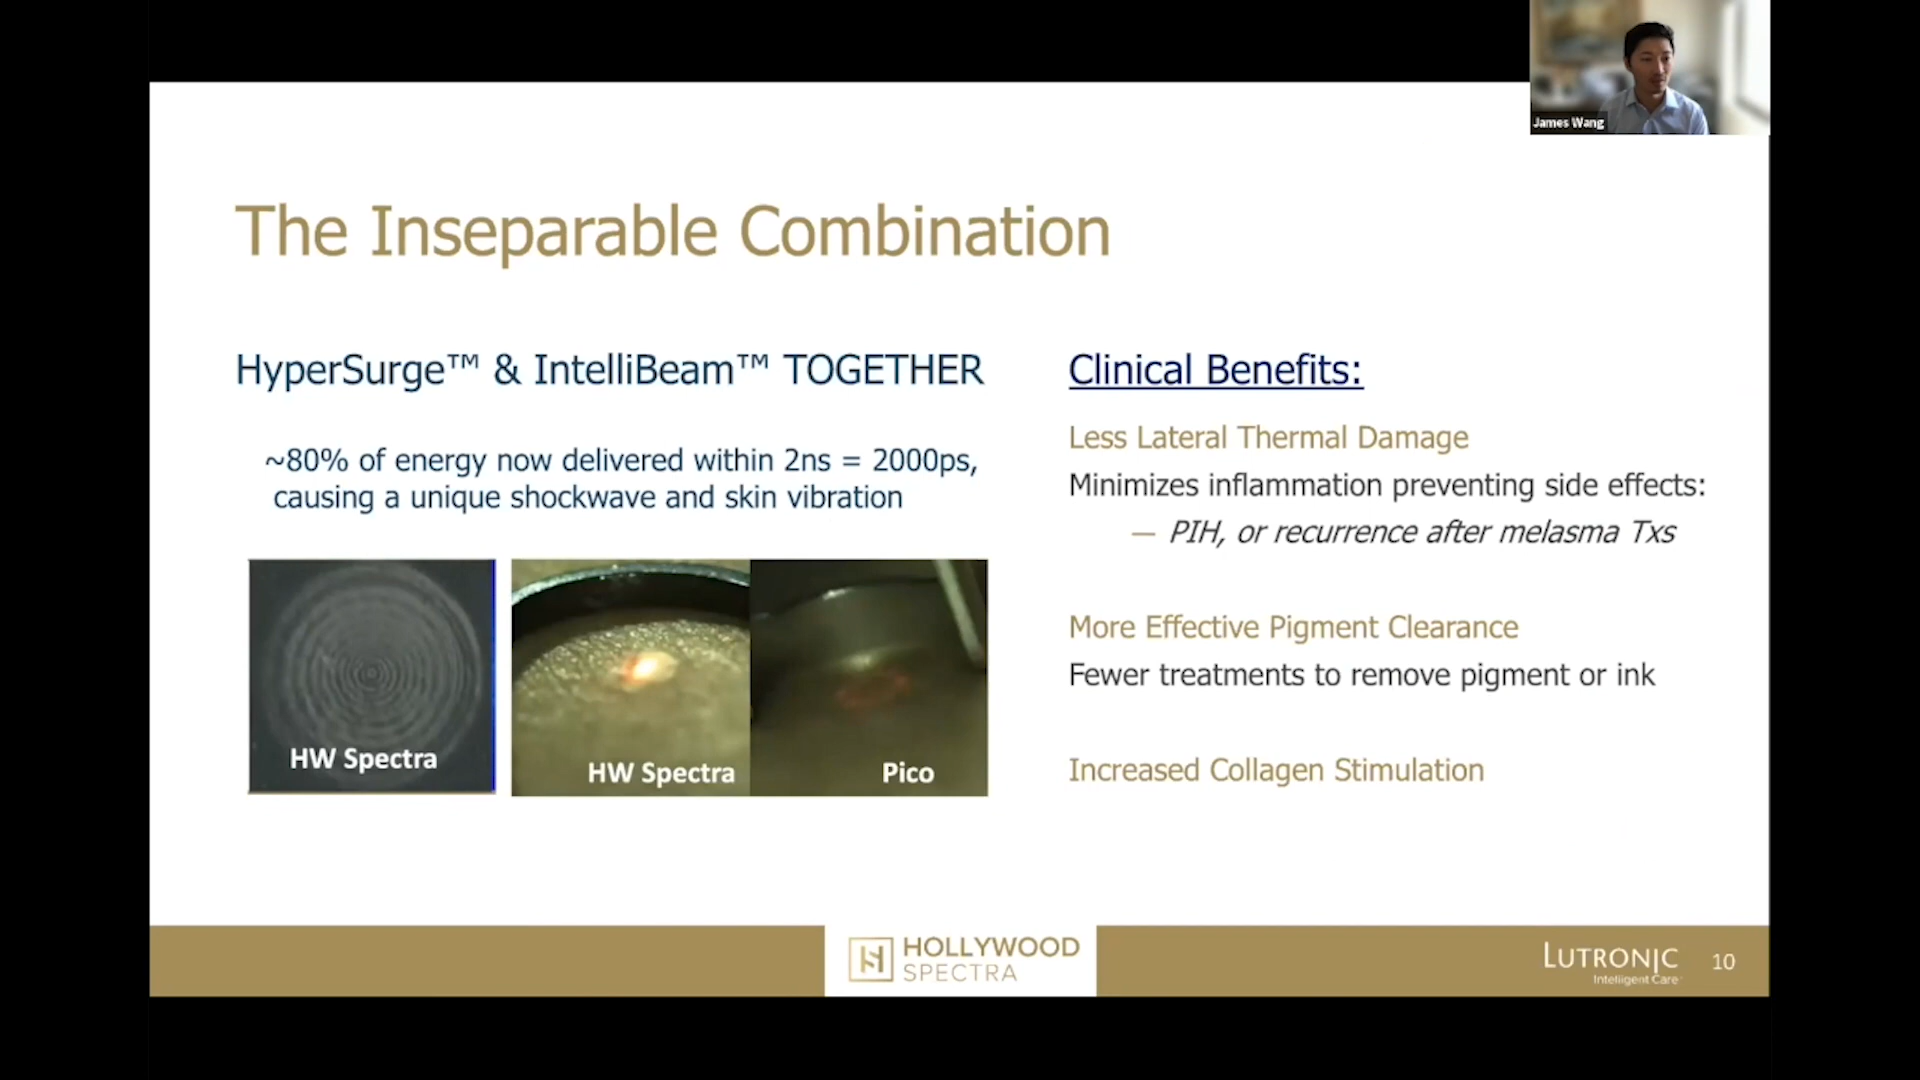 James Wang
The Inseparable Combination
HyperSurge™ & IntelliBeam™ TOGETHER
~80% of energy now delivered within 2ns = 2000ps,
causing a unique shockwave and skin vibration
HW Spectra
HW Spectra
Pico
Clinical Benefits:
Less Lateral Thermal Damage
Minimizes inflammation preventing side effects:
— PIH, or recurrence after melasma Txs
More Effective Pigment Clearance
Fewer treatments to remove pigment or ink
Increased Collagen Stimulation
HOLLYWOOD
SPECTRA
LUTRONIC
Intelligent Care
10